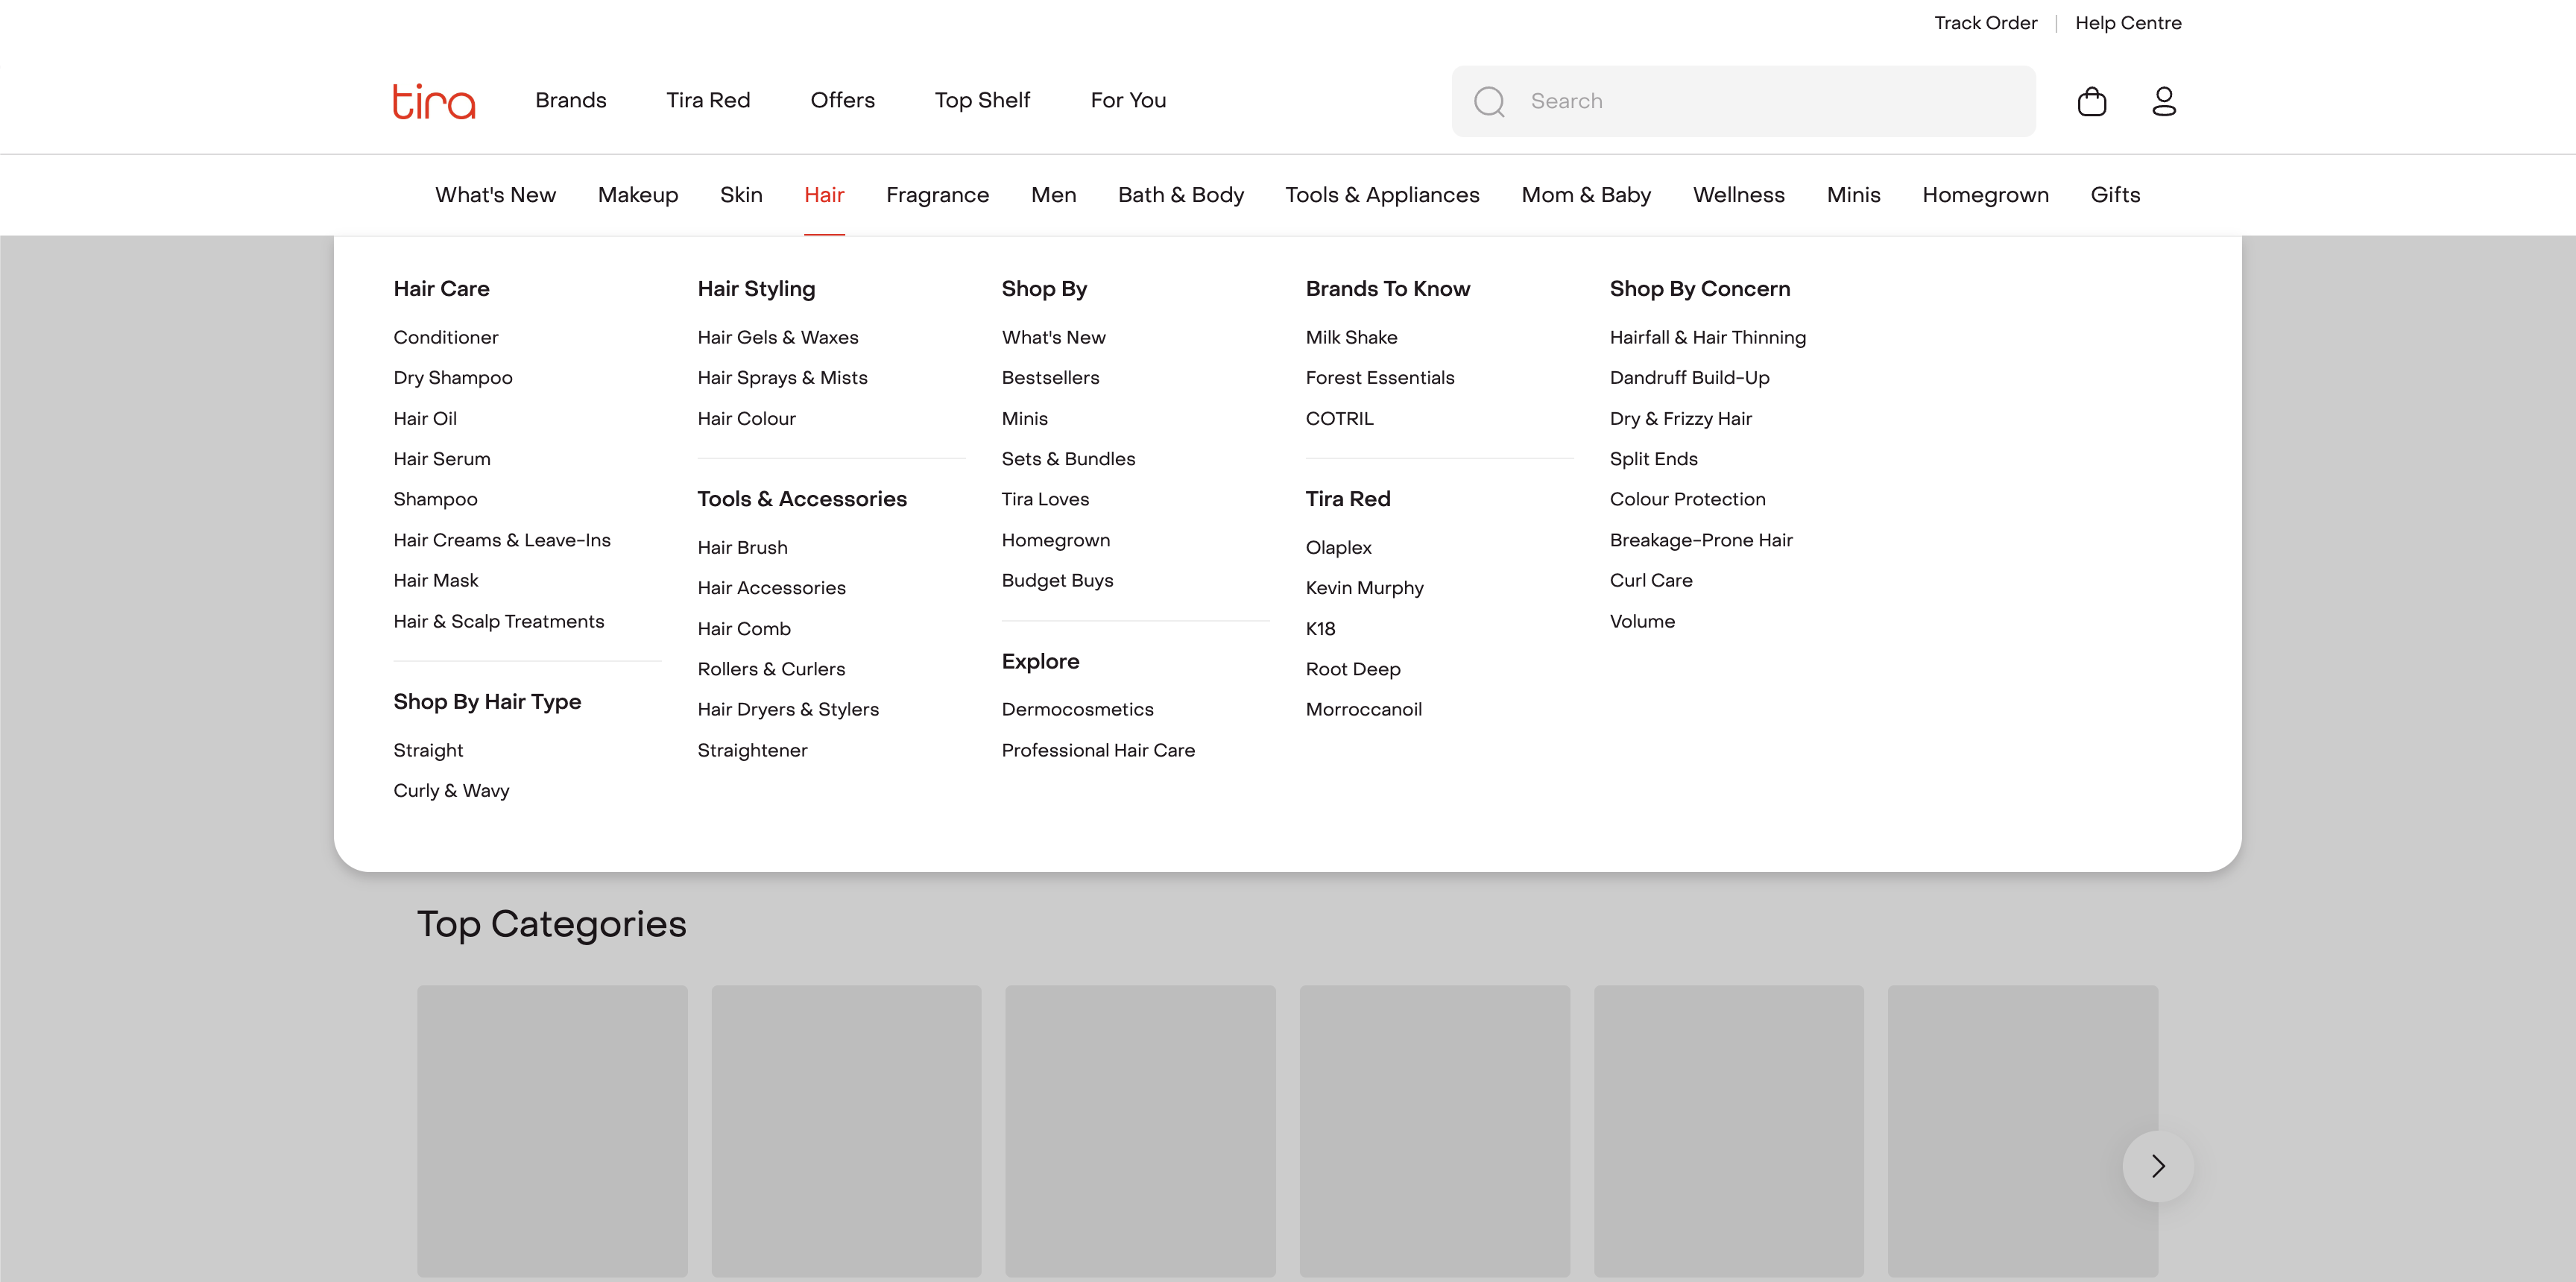 Track Order | Help Centre
tira Brands Tira Red Offers Top Shelf For You Search
What's New Makeup Skin Hair Fragrance Men Bath & Body Tools & Appliances Mom & Baby Wellness Minis Homegrown Gifts
Hair Care
Conditioner
Dry Shampoo
Hair Oil
Hair Serum
Shampoo
Hair Creams & Leave-Ins
Hair Mask
Hair & Scalp Treatments
Shop By Hair Type
Straight
Curly & Wavy
Hair Styling
Hair Gels & Waxes
Hair Sprays & Mists
Hair Colour
Tools & Accessories
Hair Brush
Hair Accessories
Hair Comb
Rollers & Curlers
Hair Dryers & Stylers
Straightener
Shop By
What's New
Bestsellers
Minis
Sets & Bundles
Tira Loves
Homegrown
Budget Buys
Explore
Dermocosmetics
Professional Hair Care
Brands To Know
Milk Shake
Forest Essentials
COTRIL
Tira Red
Olaplex
Kevin Murphy
K18
Root Deep
Morroccanoil
Shop By Concern
Hairfall & Hair Thinning
Dandruff Build-Up
Dry & Frizzy Hair
Split Ends
Colour Protection
Breakage-Prone Hair
Curl Care
Volume
Top Categories